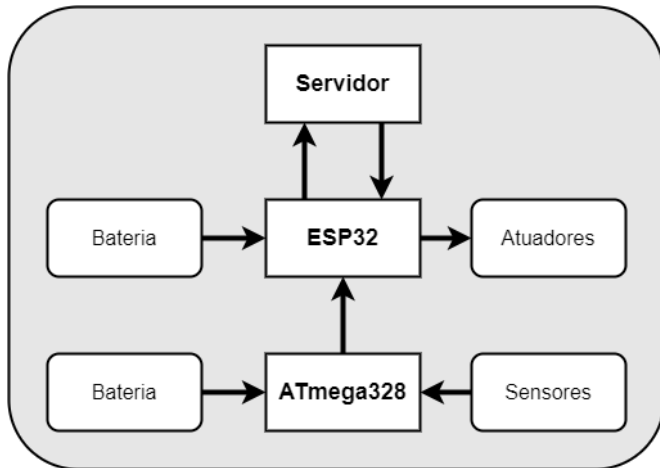 Servidor
Bateria
ESP32
Atuadores
Bateria
ATmega328
Sensores